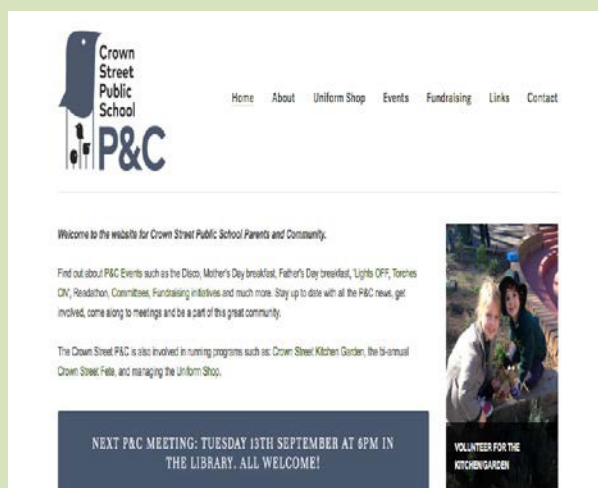 Crown
Street
Public
School
P&C
Home About Uniform Shop Events Fundraising Links Contact
Welcome to the website for Crown Street Public School Parents and Community.
Find out about P&C Events such as the Disco, Mother's Day breakfast, Father's Day breakfast, 'Lights OFF, Torches
ON', Readathon, Committees, Fundraising initiatives and much more. Stay up to date with all the P&C news, get
involved, come along to meetings and be a part of this great community.
The Crown Street P&C is also involved in running programs such as: Crown Street Kitchen Garden, the bi-annual
Crown Street Fete, and managing the Uniform Shop.
NEXT P&C MEETING: TUESDAY 13TH SEPTEMBER AT 6PM IN
THE LIBRARY. ALL WELCOME!
VOLUNTEER FOR THE
KITCHEN GARDEN